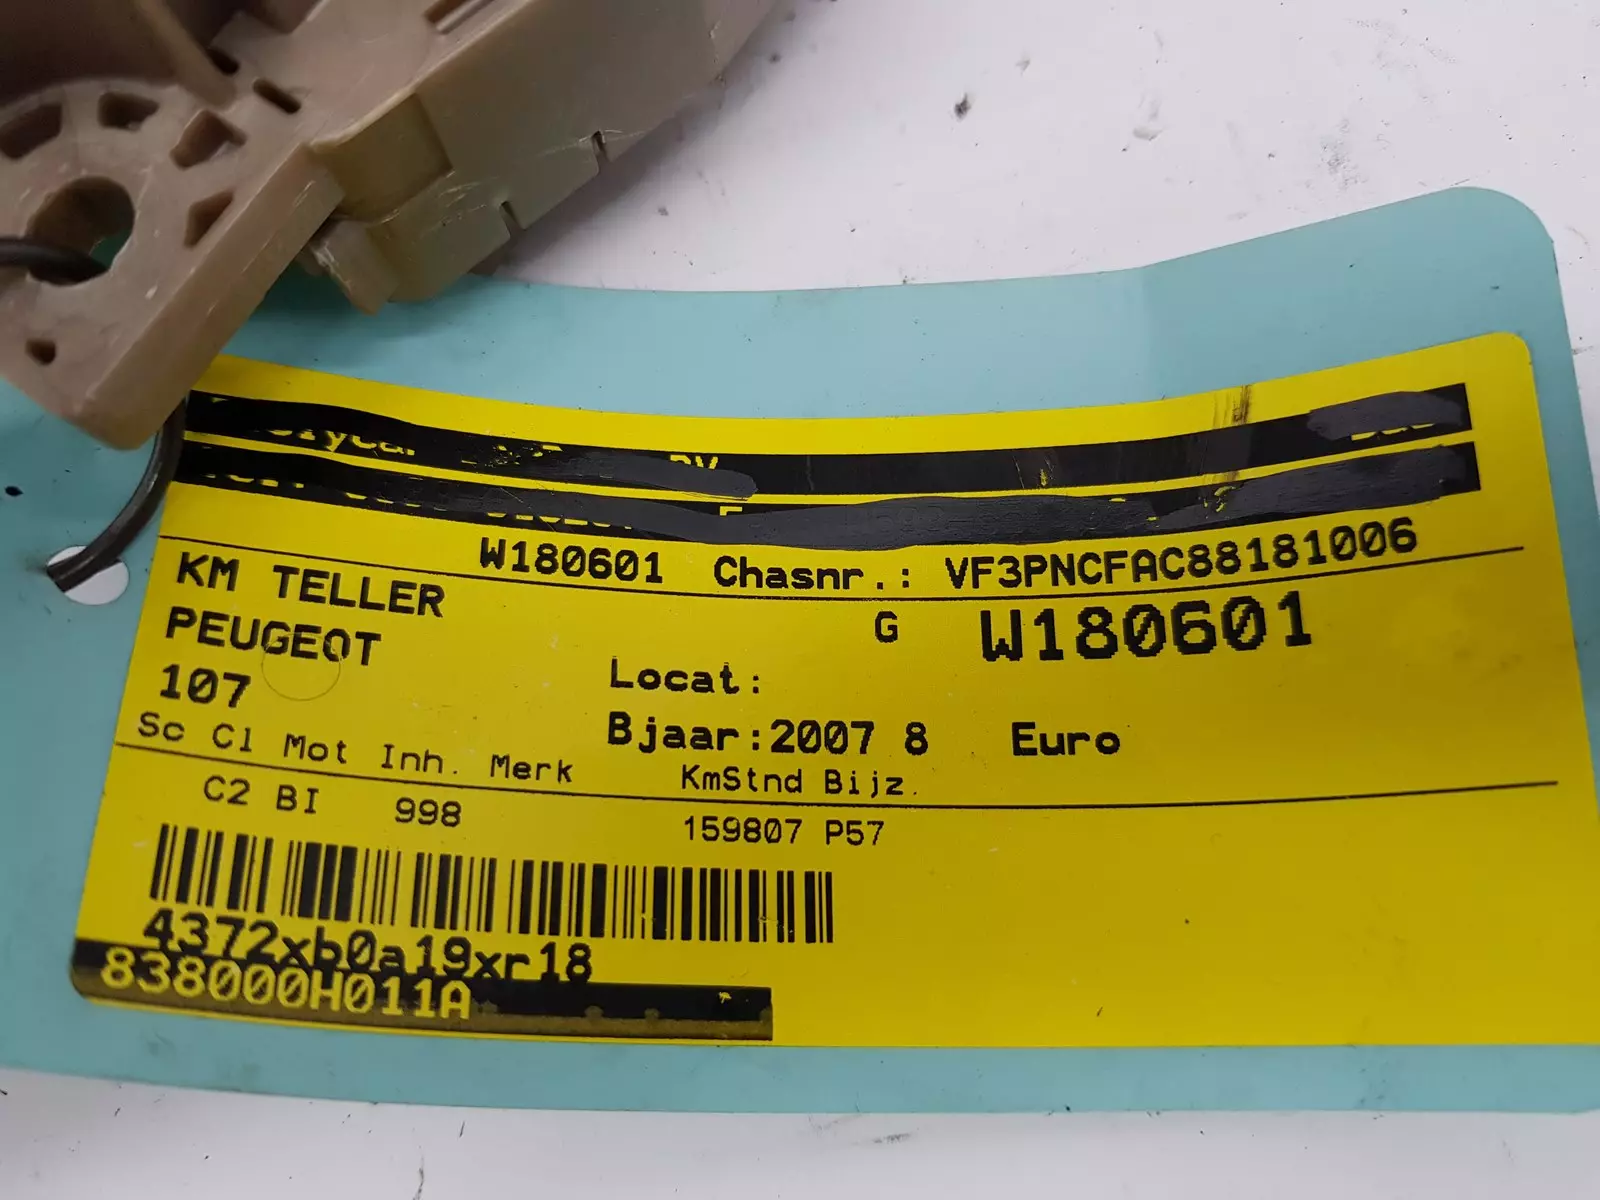 W180601 Chasnr.: VF3PNCFAC88181006
KM TELLER
PEUGEOT
107
G W180601
Locat:
Bjaar:2007 8 Euro
Sc Cl Mot Inh. Merk KmStnd Bijz.
C2 BI 998 159807 P57
4372xb0a19xr18
838000H011A